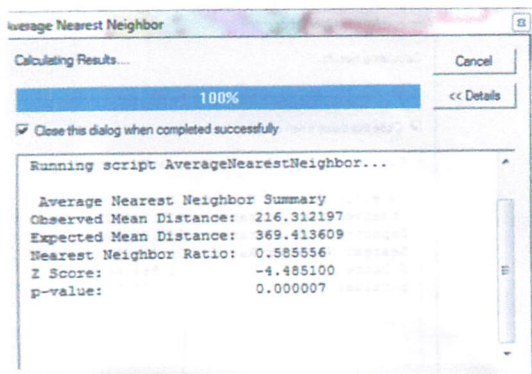 Average Nearest Neighbor
Calculating Results...
Cancel
100%
<< Details
Close this dialog when completed successfully
Running script AverageNearestNeighbor...
Average Nearest Neighbor Summary
Observed Mean Distance: 216.312197
Expected Mean Distance: 369.413609
Nearest Neighbor Ratio: 0.585556
Z Score: -4.485100
p-value: 0.000007